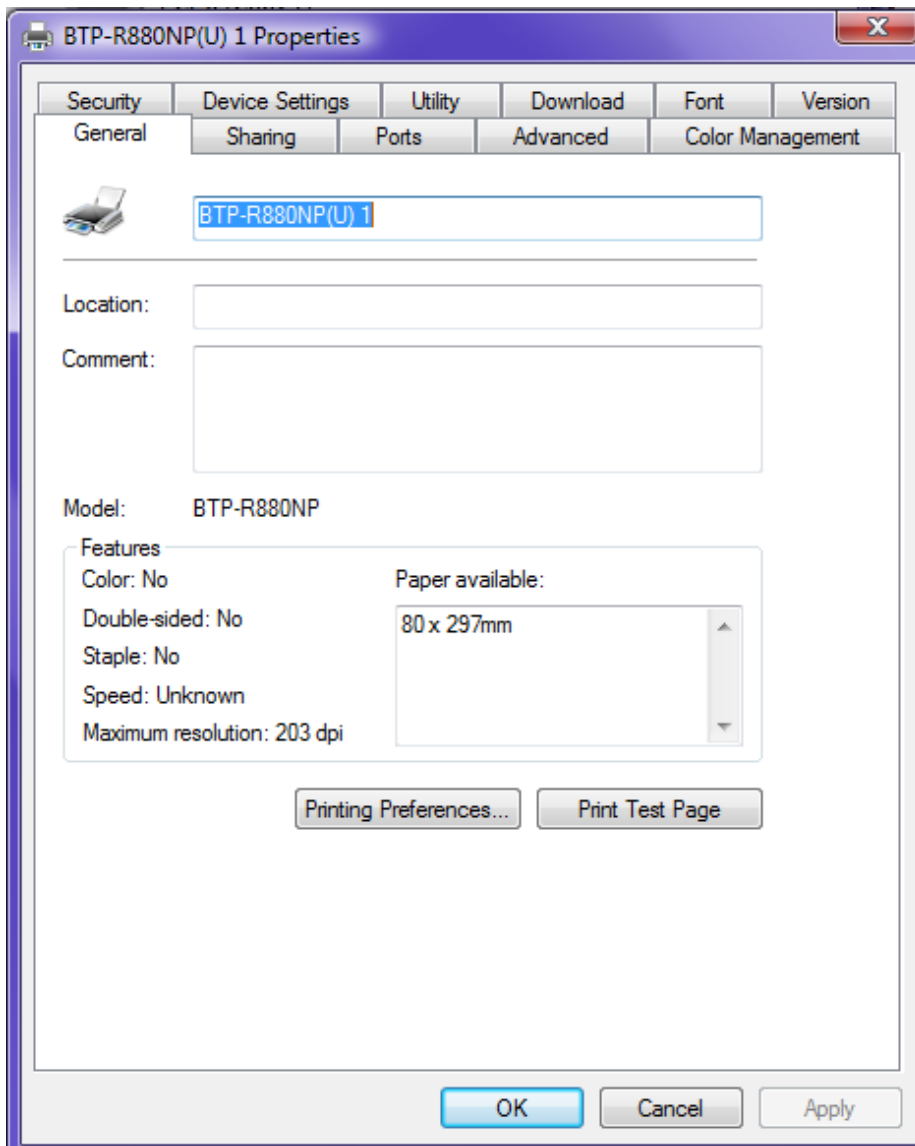 BTP-R880NP(U) 1 Properties
X
Security Device Settings Utility Download Font Version
General Sharing Ports Advanced Color Management
BTP-R880NP(U) 1
Location:
Comment:
Model: BTP-R880NP
Features
Color: No Paper available:
Double-sided: No 80 x 297mm
Staple: No
Speed: Unknown
Maximum resolution: 203 dpi
Printing Preferences... Print Test Page
OK Cancel Apply